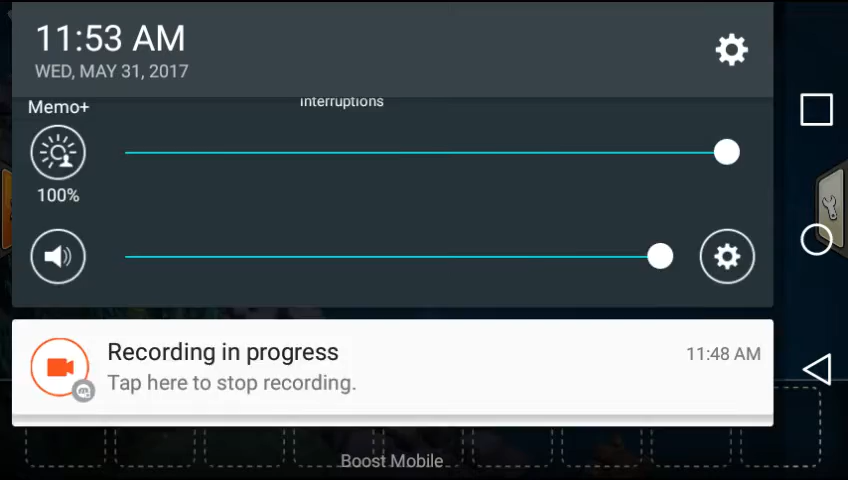 11:53 AM
WED, MAY 31, 2017
Memo+
Interruptions
100%
Recording in progress
11:48 AM
Tap here to stop recording.
Boost Mobile